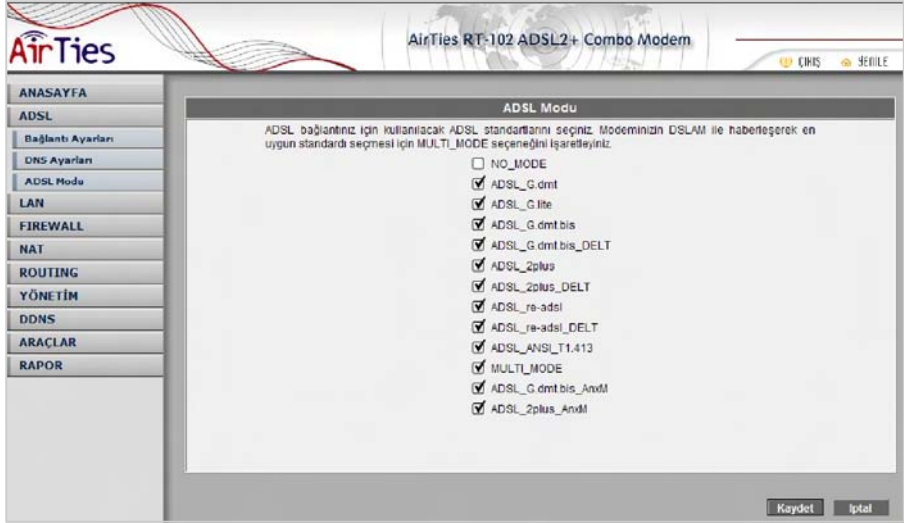 AirTies
AirTies RT-102 ADSL2+ Combo Modem
ÇIKIŞ
YENİLE
ANASAYFA
ADSL
Bağlantı Ayarları
DNS Ayarları
ADSL Modu
LAN
FIREWALL
NAT
ROUTING
YÖNETİM
DDNS
ARAÇLAR
RAPOR
ADSL Modu
ADSL bağlantınız için kullanılacak ADSL standartlarını seçiniz. Modeminizin DSLAM ile haberleşerek en
uygun standardı seçmesi için MULTI_MODE seçeneğini işaretleyiniz.
NO_MODE
ADSL_G.dmt
ADSL_G.lite
ADSL_G.dmt.bis
ADSL_G.dmt.bis_DELT
ADSL_2plus
ADSL_2plus_DELT
ADSL_re-adsl
ADSL_re-adsl_DELT
ADSL_ANSI_T1.413
MULTI_MODE
ADSL_G.dmt.bis_AnxM
ADSL_2plus_AnxM
Kaydet
Iptal